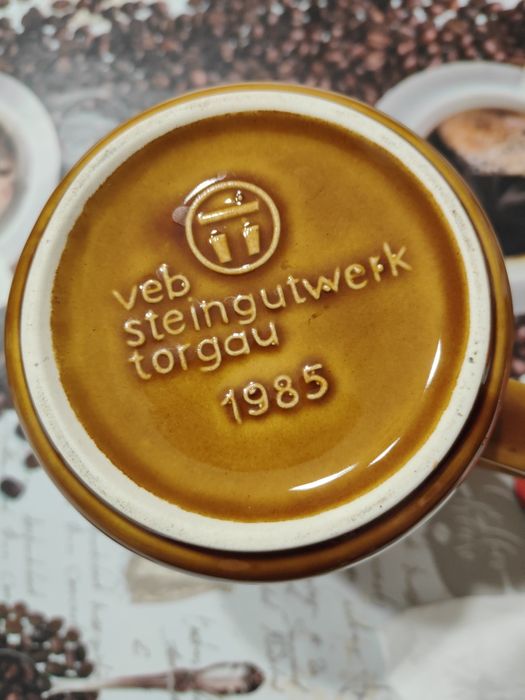 veb
steingutwerk
torgau
1985